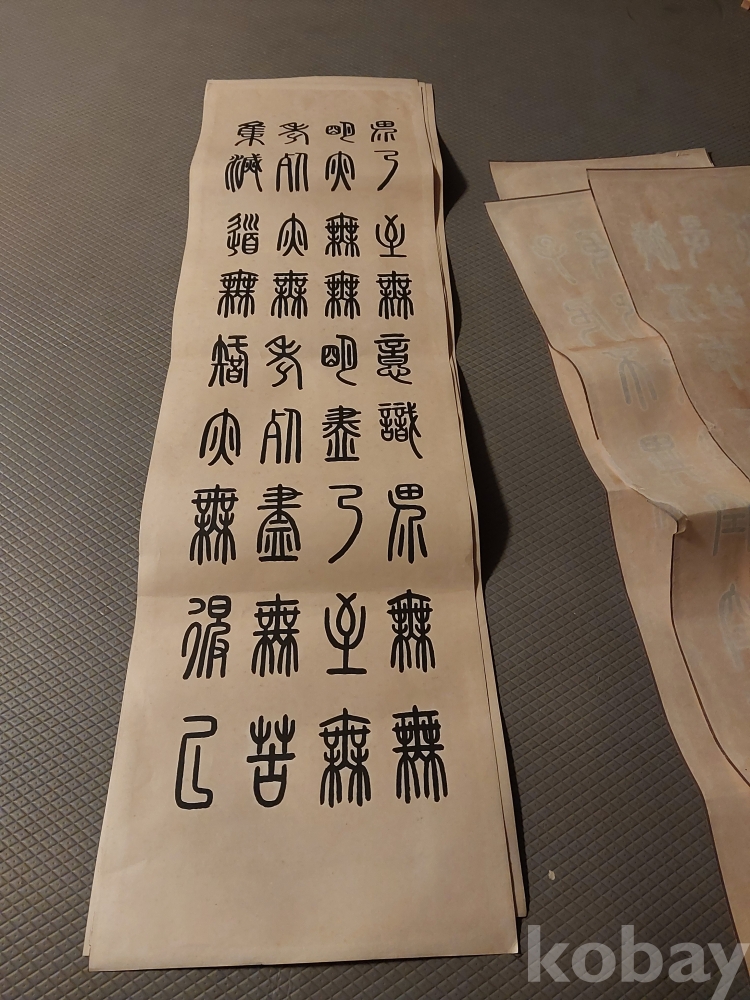 界乃至無意識界無無
明亦無無明盡乃至無
老死亦無老死盡無苦
集滅道無智亦無得以
kobay